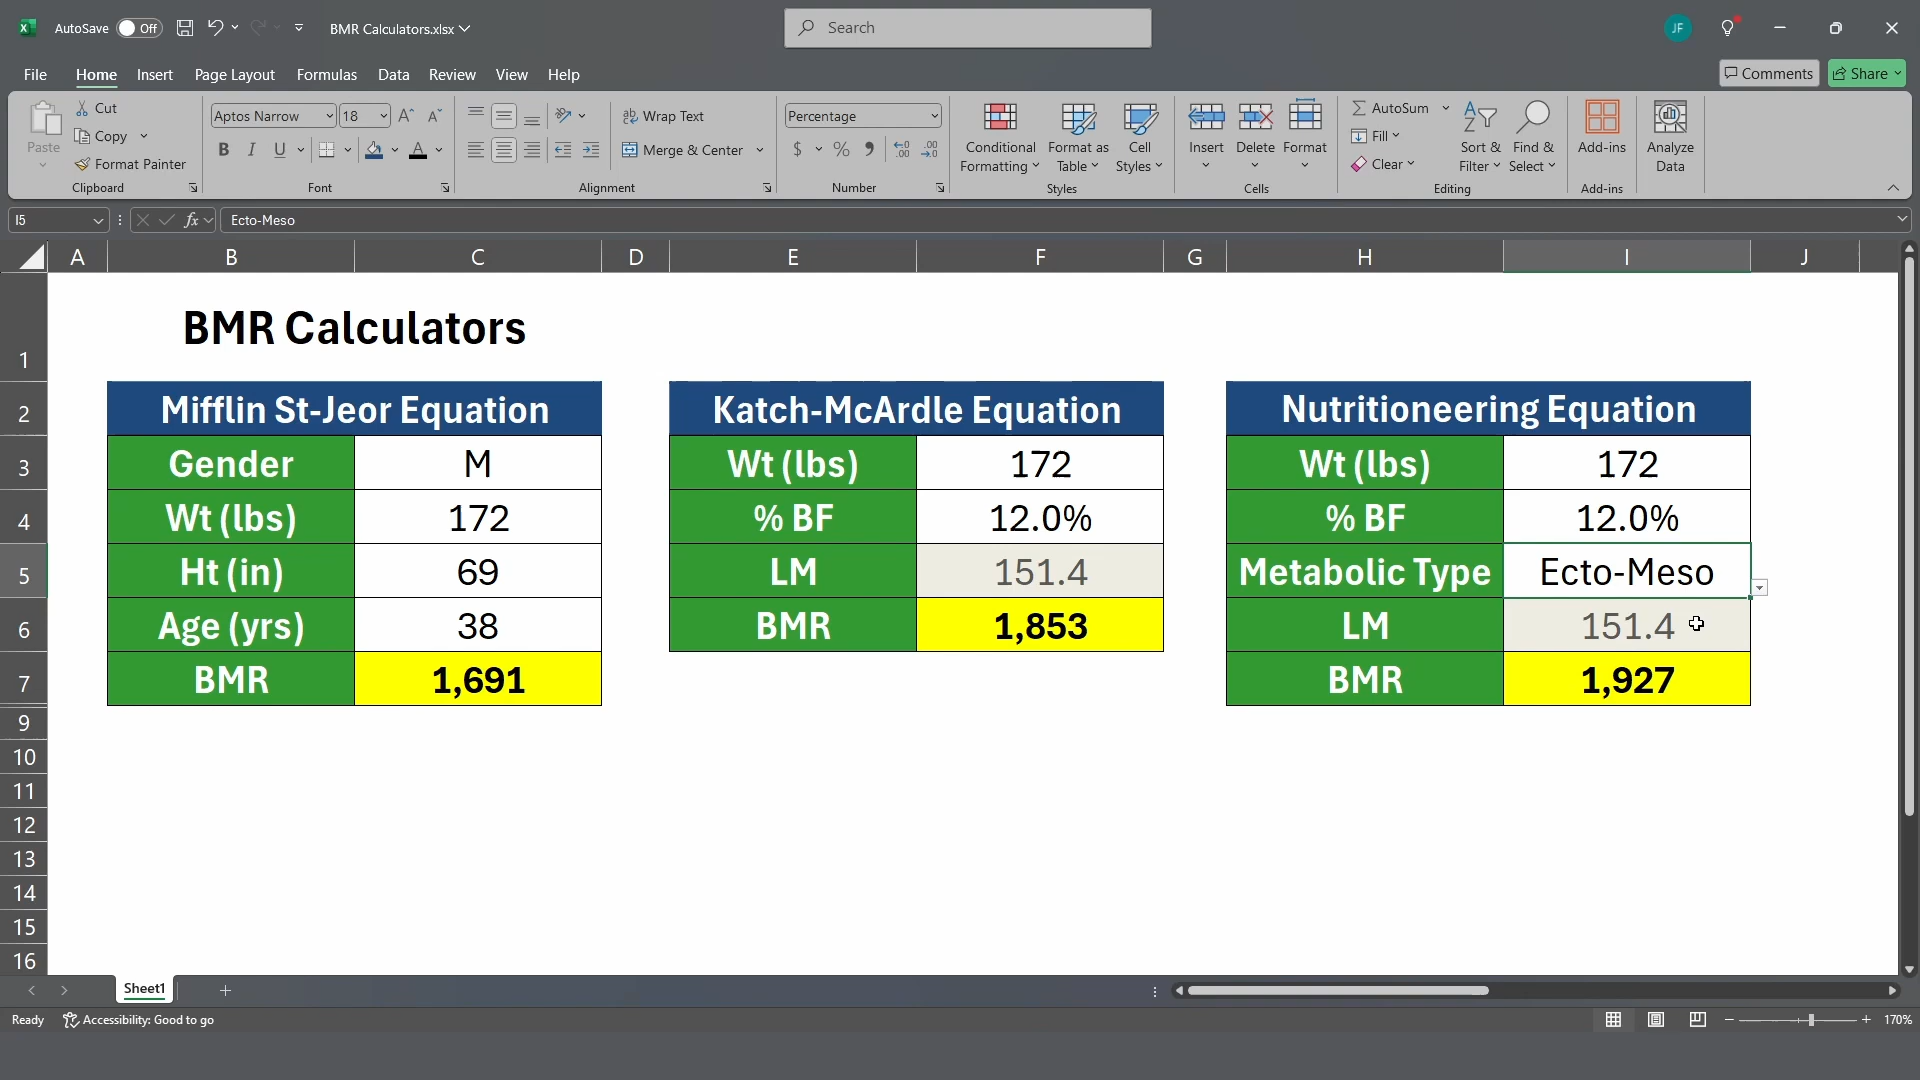 AutoSave Off BMR Calculators.xlsx Search JF
File Home Insert Page Layout Formulas Data Review View Help Comments Share
Paste Cut Copy Format Painter Clipboard
Aptos Narrow 18 B I U A Font
Wrap Text Merge & Center Alignment
Percentage $ % Number
Conditional Formatting Format as Table Cell Styles Styles
Insert Delete Format Cells
AutoSum Fill Clear Sort & Filter Find & Select Editing
Add-ins Add-ins
Analyze Data
I5 fx Ecto-Meso
A B C D E F G H I J
BMR Calculators
1
2 Mifflin St-Jeor Equation Katch-McArdle Equation Nutritioneering Equation
3 Gender M Wt (lbs) 172 Wt (lbs) 172
4 Wt (lbs) 172 % BF 12.0% % BF 12.0%
5 Ht (in) 69 LM 151.4 Metabolic Type Ecto-Meso
6 Age (yrs) 38 BMR 1,853 LM 151.4
7 BMR 1,691 BMR 1,927
9
10
11
12
13
14
15
16
Sheet1
Ready Accessibility: Good to go 170%